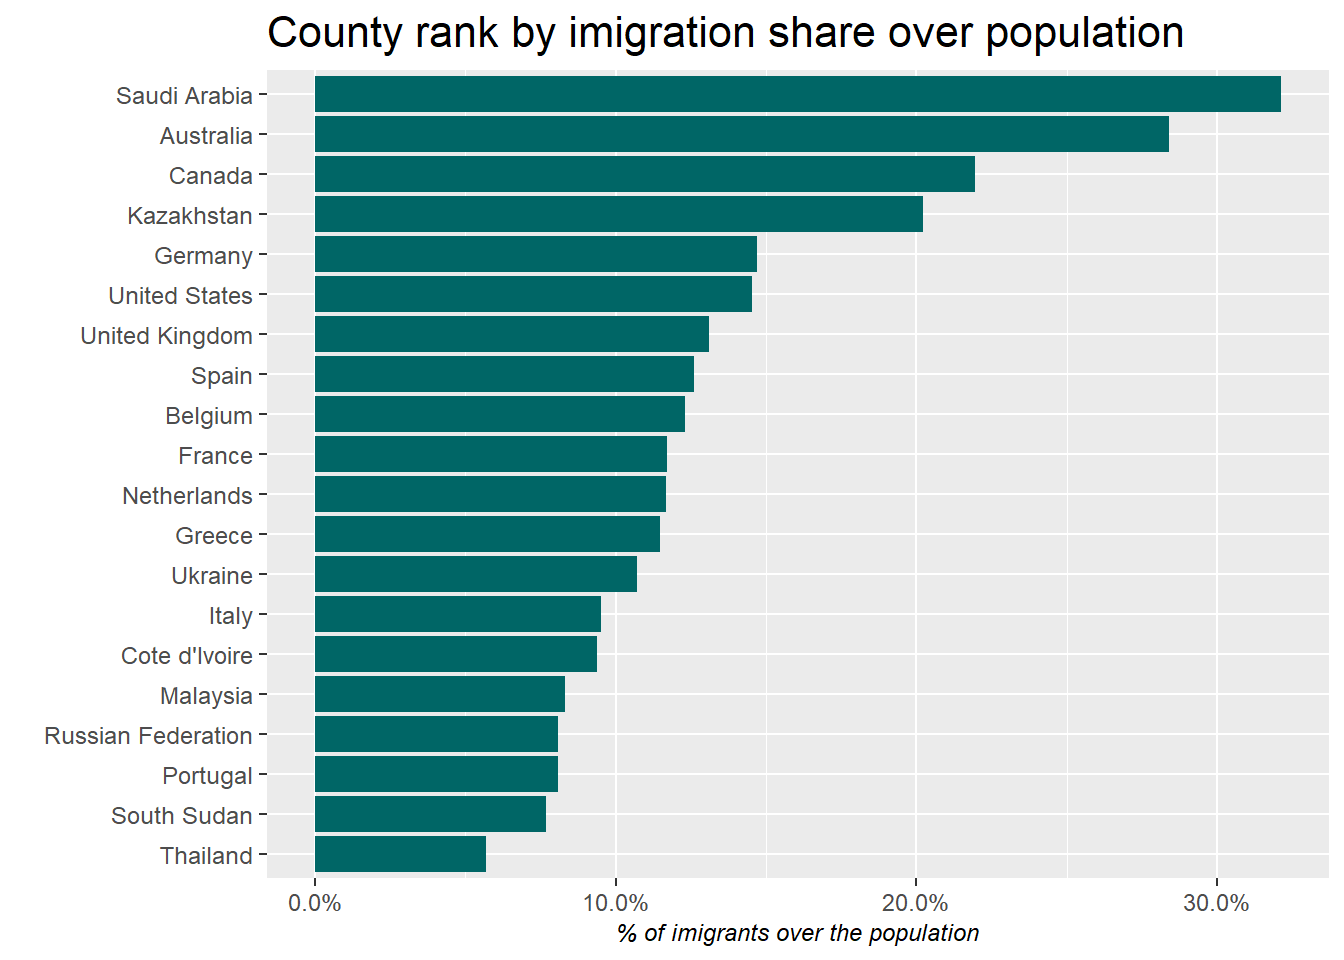 County rank by imigration share over population
Saudi Arabia
Australia
Canada
Kazakhstan
Germany
United States
United Kingdom
Spain
Belgium
France
Netherlands
Greece
Ukraine
Italy
Cote d'Ivoire
Malaysia
Russian Federation
Portugal
South Sudan
Thailand
0.0% 10.0% 20.0% 30.0%
% of imigrants over the population